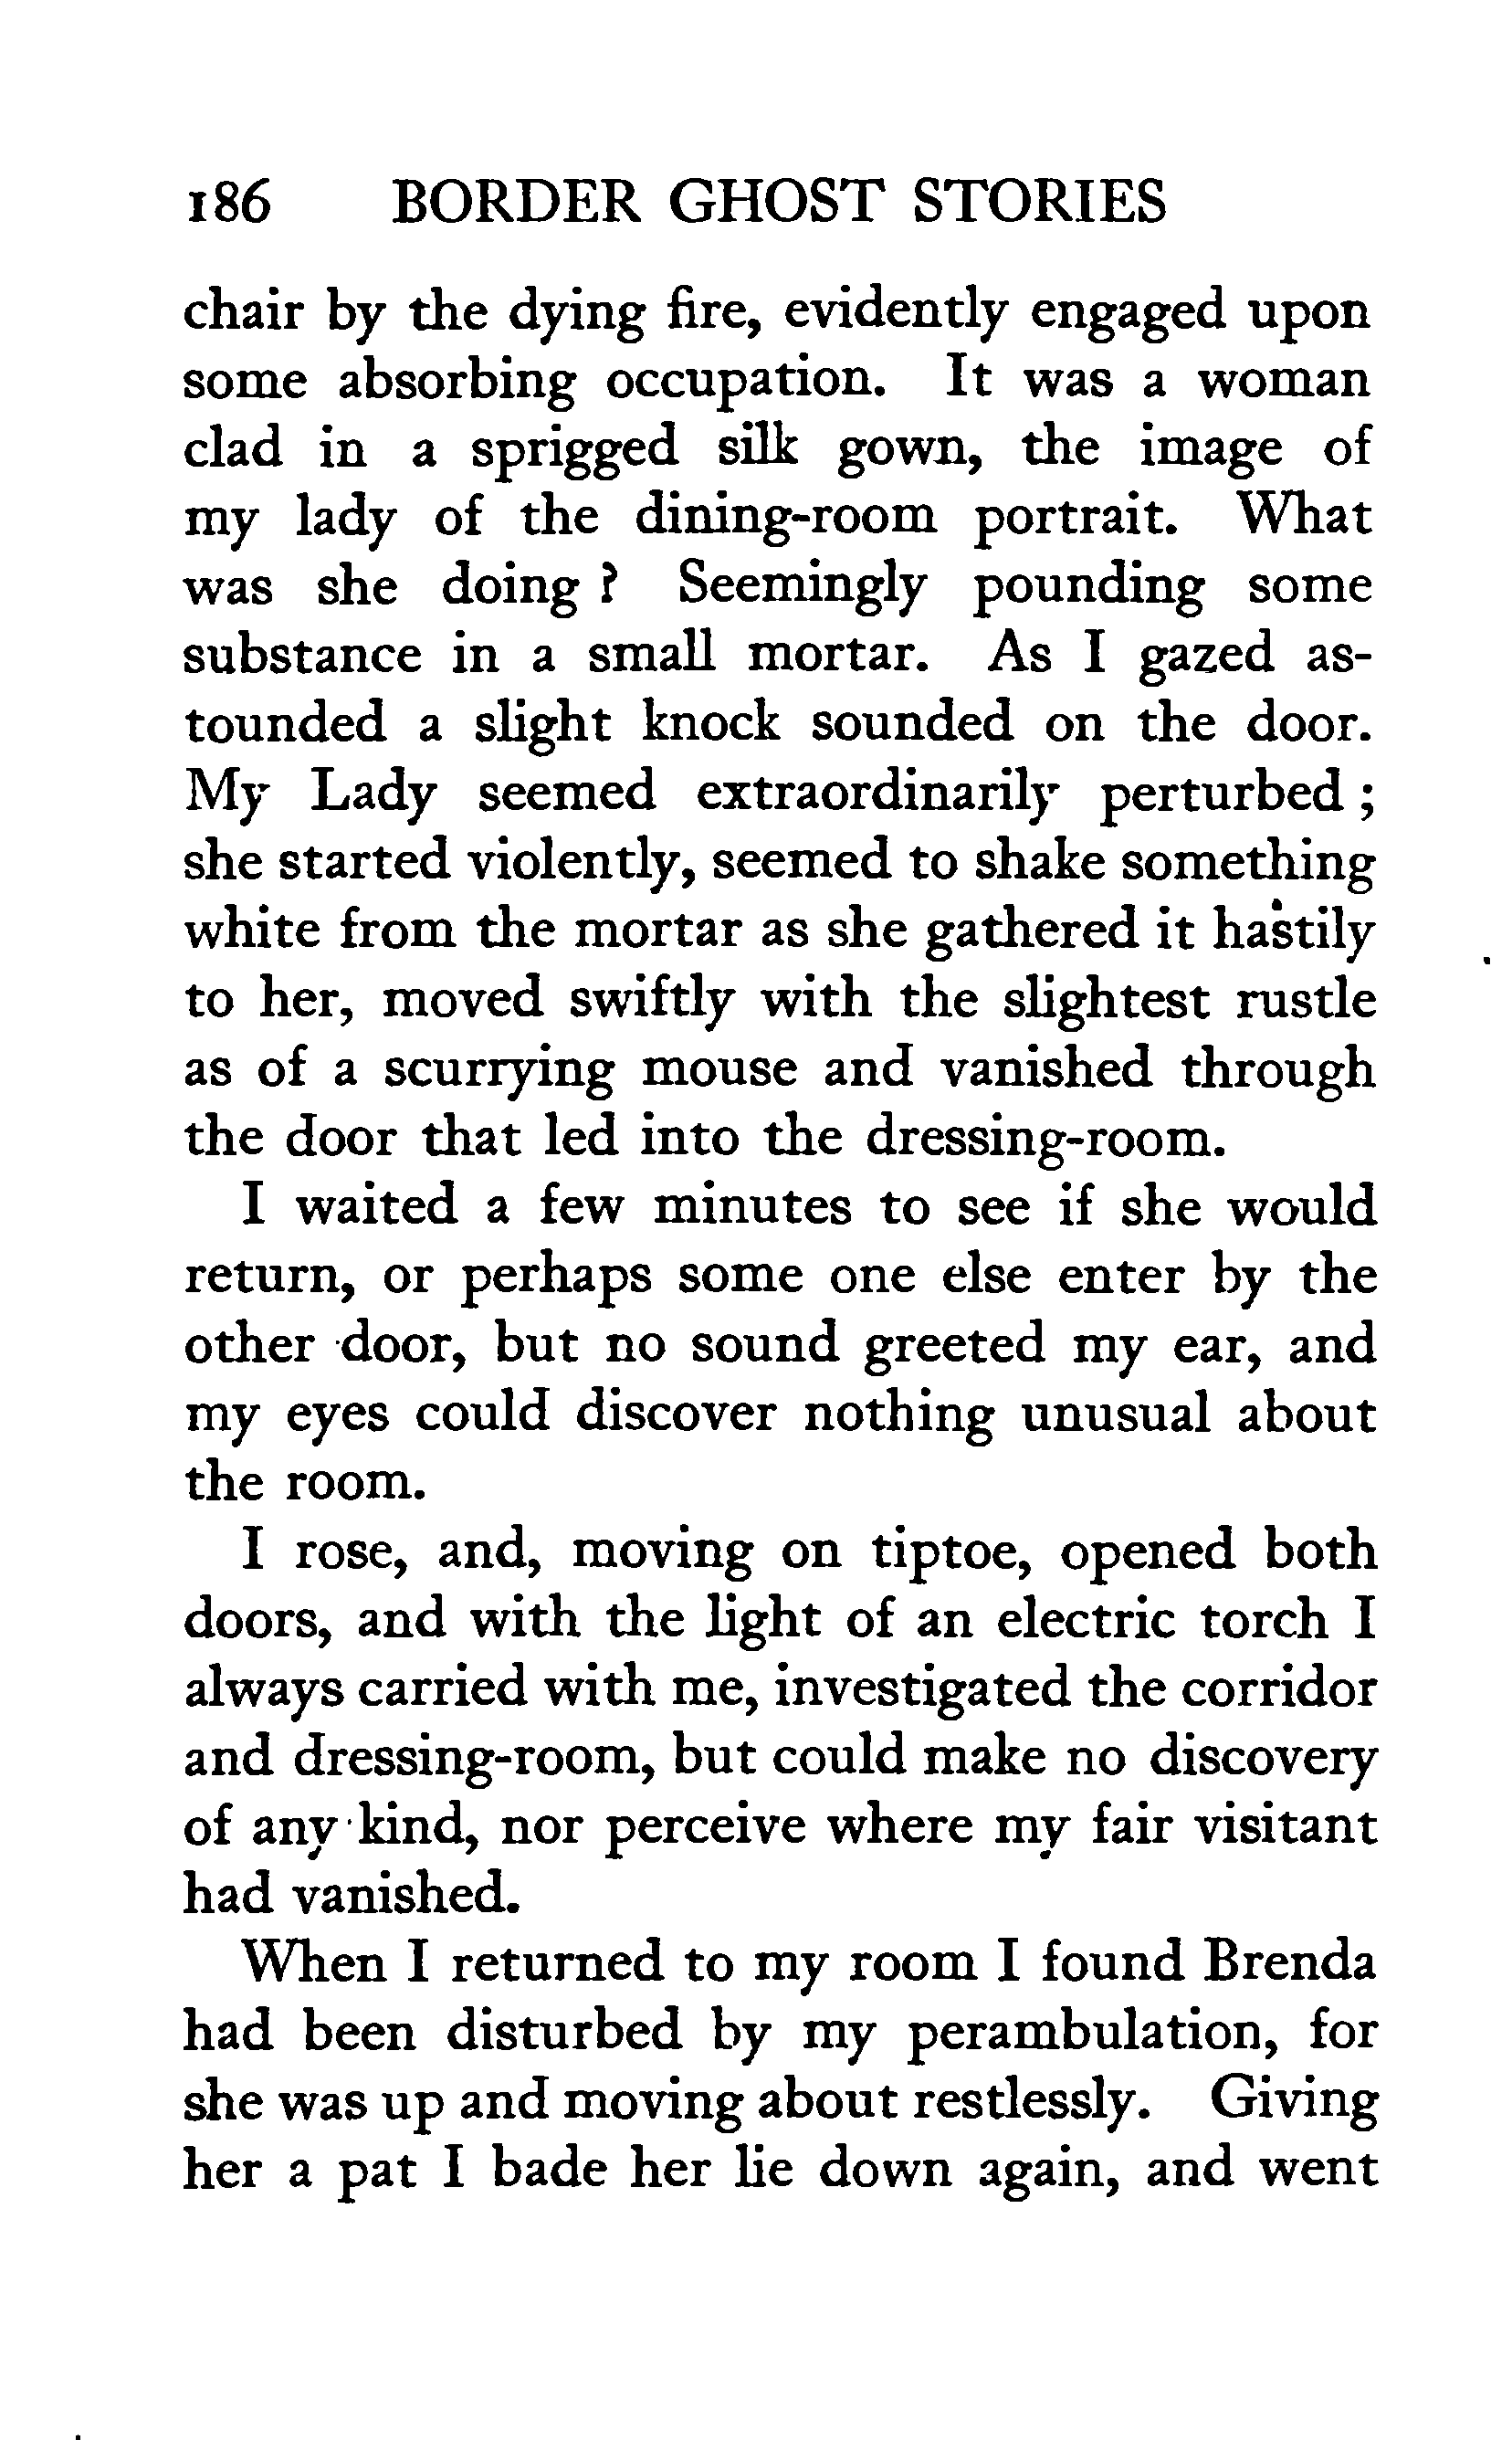 186 BORDER GHOST STORIES
chair by the dying fire, evidently engaged upon
some absorbing occupation. It was a woman
clad in a sprigged silk gown, the image of
my lady of the dining-room portrait. What
was she doing ? Seemingly pounding some
substance in a small mortar. As I gazed as-
tounded a slight knock sounded on the door.
My Lady seemed extraordinarily perturbed ;
she started violently, seemed to shake something
white from the mortar as she gathered it hastily
to her, moved swiftly with the slightest rustle
as of a scurrying mouse and vanished through
the door that led into the dressing-room.
I waited a few minutes to see if she would
return, or perhaps some one else enter by the
other door, but no sound greeted my ear, and
my eyes could discover nothing unusual about
the room.
I rose, and, moving on tiptoe, opened both
doors, and with the light of an electric torch I
always carried with me, investigated the corridor
and dressing-room, but could make no discovery
of any kind, nor perceive where my fair visitant
had vanished.
When I returned to my room I found Brenda
had been disturbed by my perambulation, for
she was up and moving about restlessly. Giving
her a pat I bade her lie down again, and went